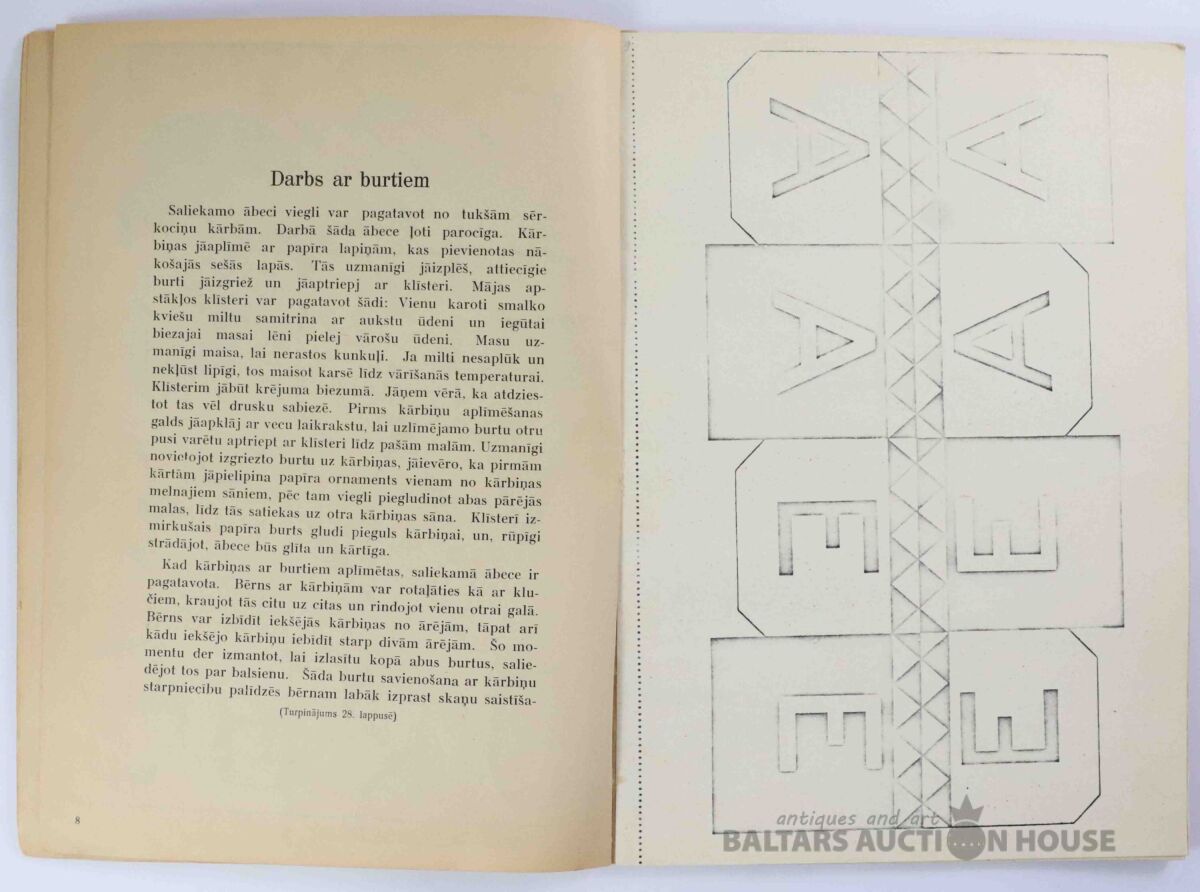 Darbs ar burtiem
Saliekamo ābeci viegli var pagatavot no tukšām sēr-
kociņu kārbām. Darbā šāda ābece ļoti parocīga. Kār-
biņas jāaplīmē ar papīra lapiņām, kas pievienotas nā-
košajās sešās lapās. Tās uzmanīgi jāizplēš, attiecīgie
burti jāizgriež un jāaptriepj ar klīsteri. Mājas ap-
stākļos klīsteri var pagatavot šādi: Vienu karoti smalko
kviešu miltu samitrina ar aukstu ūdeni un iegūtai
biezajai masai lēni pielej vārošu ūdeni. Masu uz-
manīgi maisa, lai nerastos kunkuļi. Ja milti nesaplūk un
nekļūst lipīgi, tos maisot karsē līdz vārīšanās temperaturai.
Klīsterim jābūt krējuma biezumā. Jāņem vērā, ka atdzies-
tot tas vēl drusku sabiezē. Pirms kārbiņu aplīmēšanas
galds jāapklāj ar vecu laikrakstu, lai uzlīmējamo burtu otru
pusi varētu aptriept ar klīsteri līdz pašām malām. Uzmanīgi
novietojot izgriezto burtu uz kārbiņas, jāievēro, ka pirmām
kārtām jāpielipina papīra ornaments vienam no kārbiņas
melnajiem sāniem, pēc tam viegli piegludinot abas pārējās
malas, līdz tās satiekas uz otra kārbiņas sāna. Klīsterī iz-
mirkušais papīra burts gludi pieguls kārbiņai, un, rūpīgi
strādājot, ābece būs glīta un kārtīga.
Kad kārbiņas ar burtiem aplīmētas, saliekamā ābece ir
pagatavota. Bērns ar kārbiņām var rotaļāties kā ar klu-
čiem, kraujot tās citu uz citas un rindojot vienu otrai galā.
Bērns var izbīdīt iekšējās kārbiņas no ārējām, tāpat arī
kādu iekšējo kārbiņu iebīdīt starp divām ārējām. Šo mo-
mentu der izmantot, lai izlasītu kopā abus burtus, salie-
dējot tos par balsienu. Šāda burtu savienošana ar kārbiņu
starpniecību palīdzēs bērnam labāk izprast skaņu saistīša-
(Turpinājums 28. lappusē)
8
A A
A A
E E
E E
antiques and art
BALTARS AUCTION HOUSE